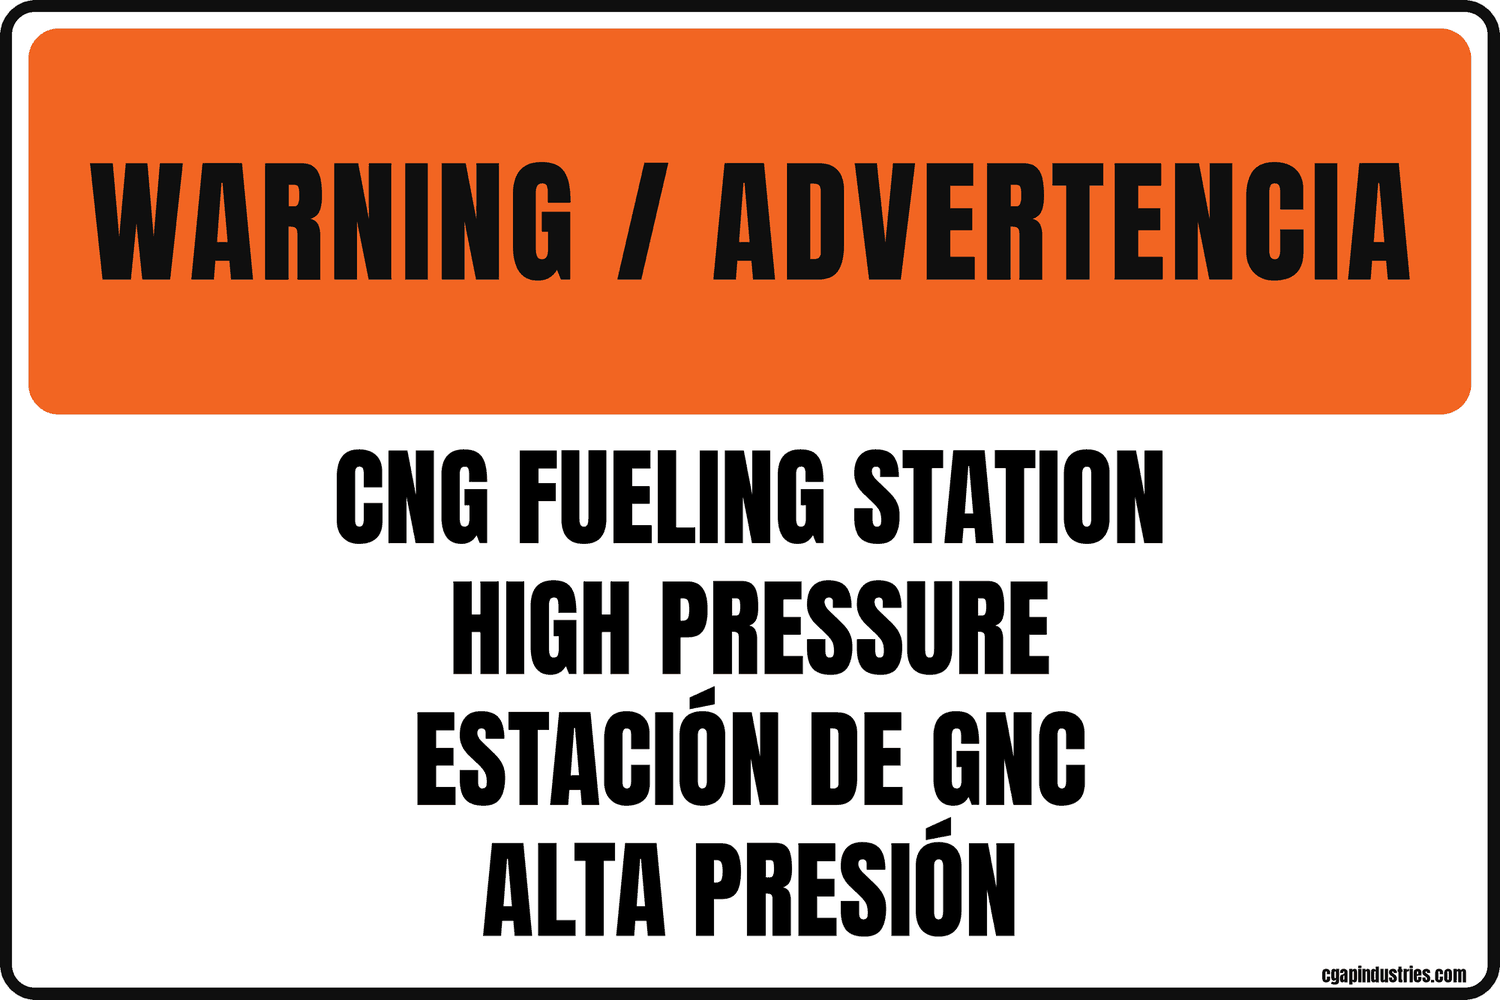 WARNING / ADVERTENCIA
CNG FUELING STATION
HIGH PRESSURE
ESTACIÓN DE GNC
ALTA PRESIÓN
cgapindustries.com